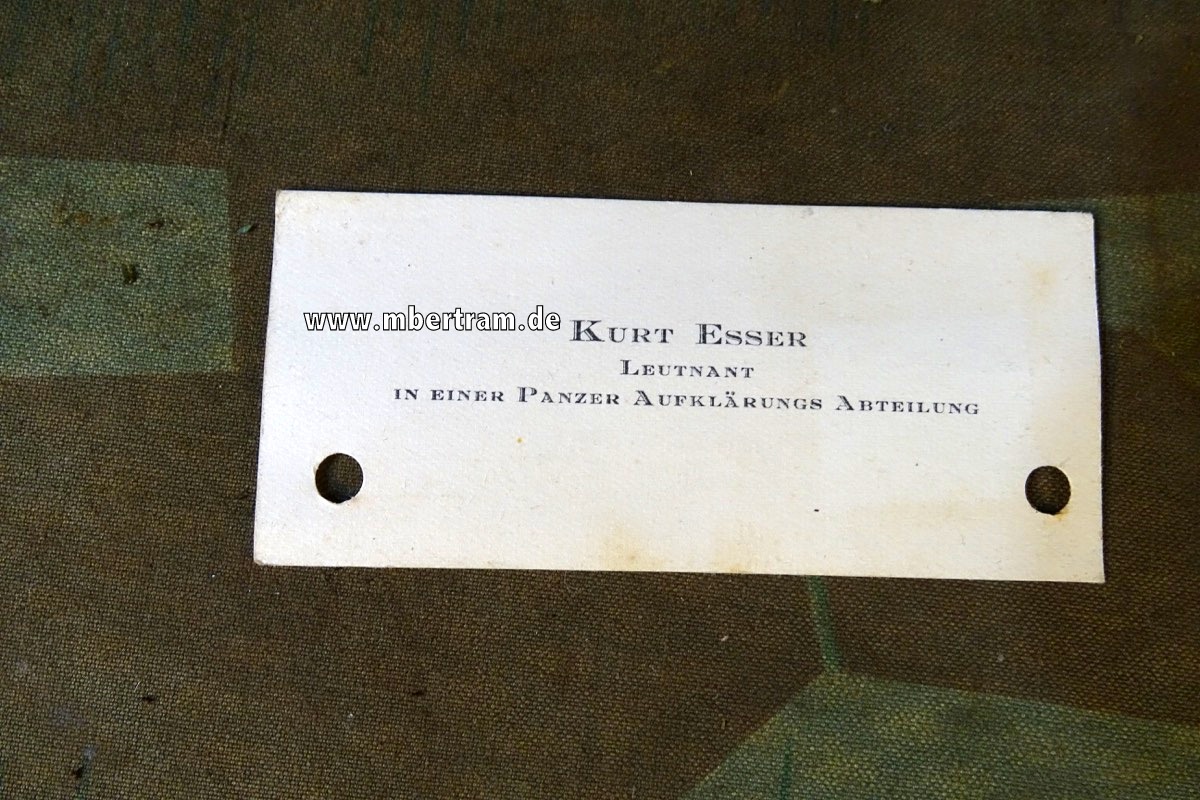 www.mbertram.de
KURT ESSER
LEUTNANT
IN EINER PANZER AUFKLÄRUNGS ABTEILUNG